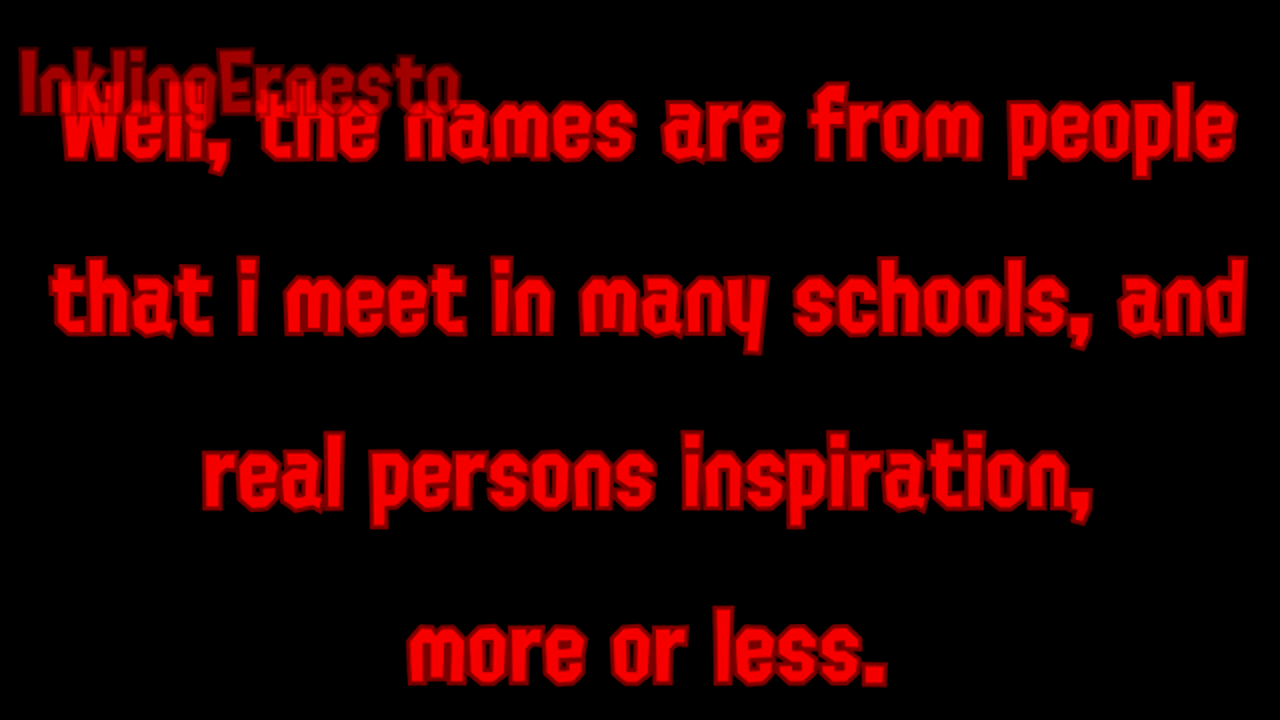 InklingErnesto
Well, the names are from people
that i meet in many schools, and
real persons inspiration,
more or less.